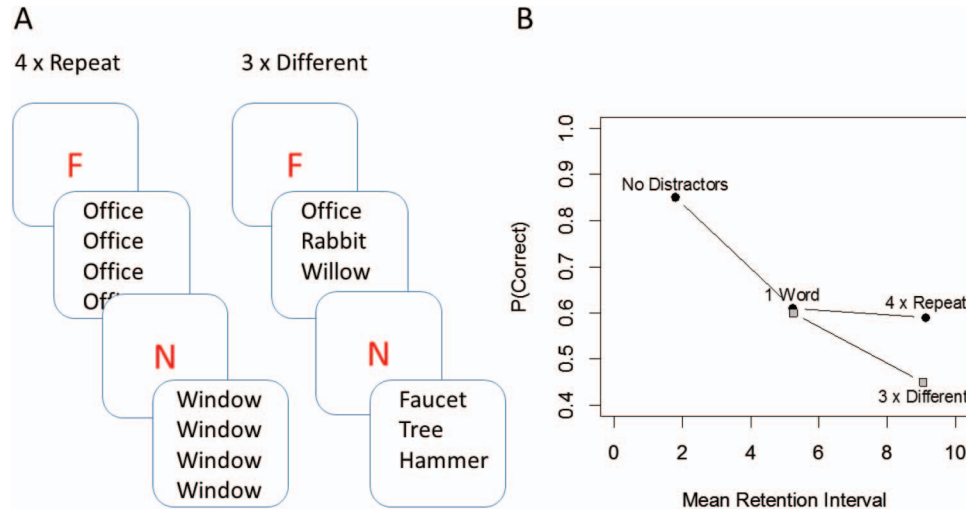 A
4 x Repeat
3 x Different
F
Office
Office
Office
Offi
N
Window
Window
Window
Window
F
Office
Rabbit
Willow
N
Faucet
Tree
Hammer
B
P(Correct)
1.0
0.9
0.8
0.7
0.6
0.5
0.4
No Distractors
1 Word
4 x Repeat
3 x Different
0 2 4 6 8 10
Mean Retention Interval